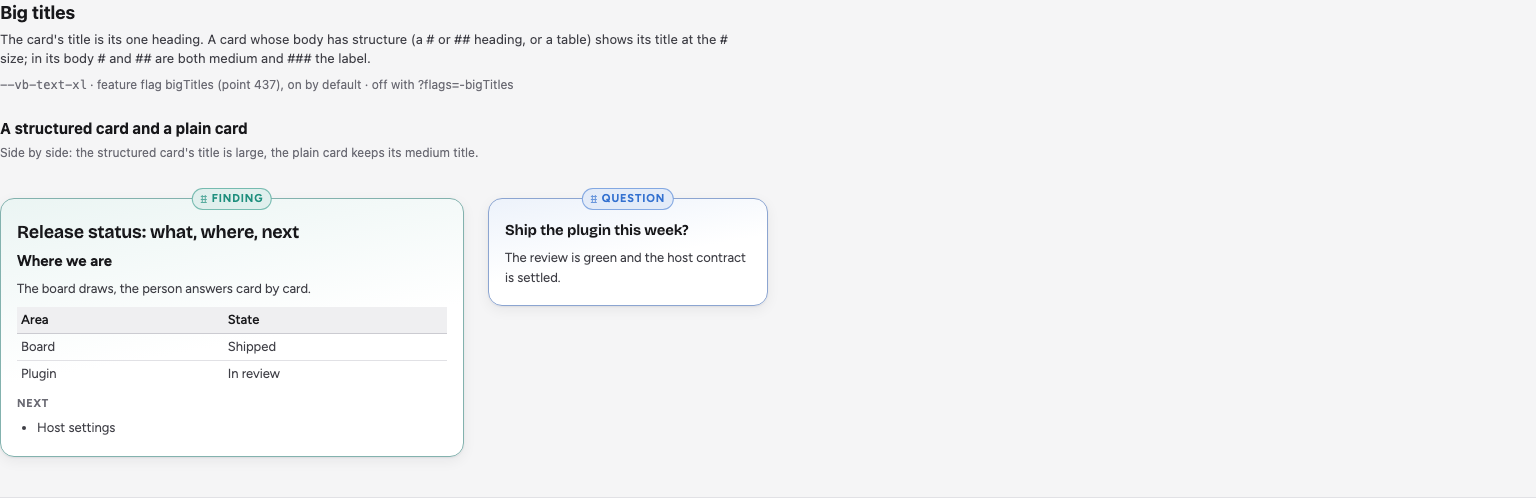 Big titles
The card's title is its one heading. A card whose body has structure (a # or ## heading, or a table) shows its title at the #
size; in its body # and ## are both medium and ### the label.
--vb-text-xl · feature flag bigTitles (point 437), on by default · off with ?flags=-bigTitles
A structured card and a plain card
Side by side: the structured card's title is large, the plain card keeps its medium title.
FINDING
Release status: what, where, next
Where we are
The board draws, the person answers card by card.
Area State
Board Shipped
Plugin In review
NEXT
• Host settings
QUESTION
Ship the plugin this week?
The review is green and the host contract
is settled.